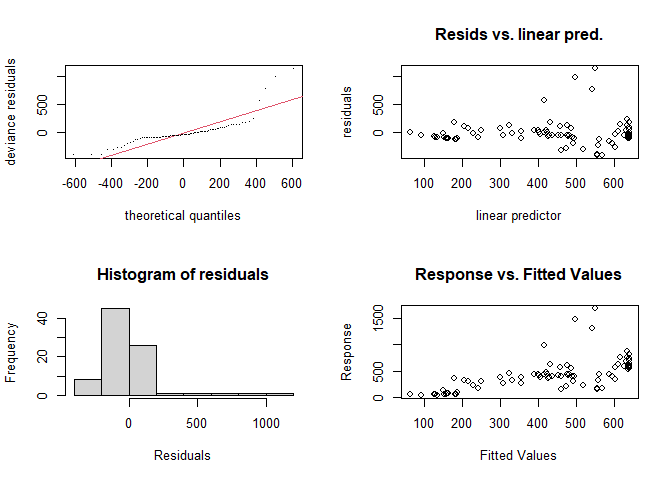 deviance residuals
0 500
-600 -400 -200 0 200 400 600
theoretical quantiles
Resids vs. linear pred.
residuals
0 500
100 200 300 400 500 600
linear predictor
Histogram of residuals
Frequency
0 20 40
0 500 1000
Residuals
Response vs. Fitted Values
Response
0 500 1500
100 200 300 400 500 600
Fitted Values